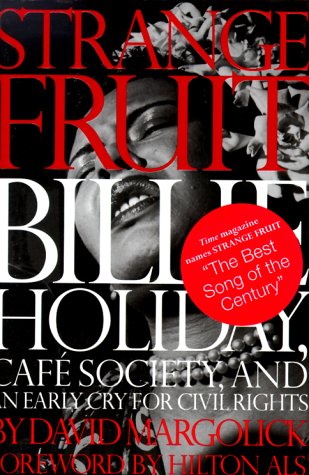 STRANGE
FRUIT
BILLIE
HOLIDAY,
CAFÉ SOCIETY, AND
AN EARLY CRY FOR CIVIL RIGHTS
BY DAVID MARGOLICK
FOREWORD BY HILTON ALS
Time magazine
names STRANGE FRUIT
"The Best
Song of the
Century"